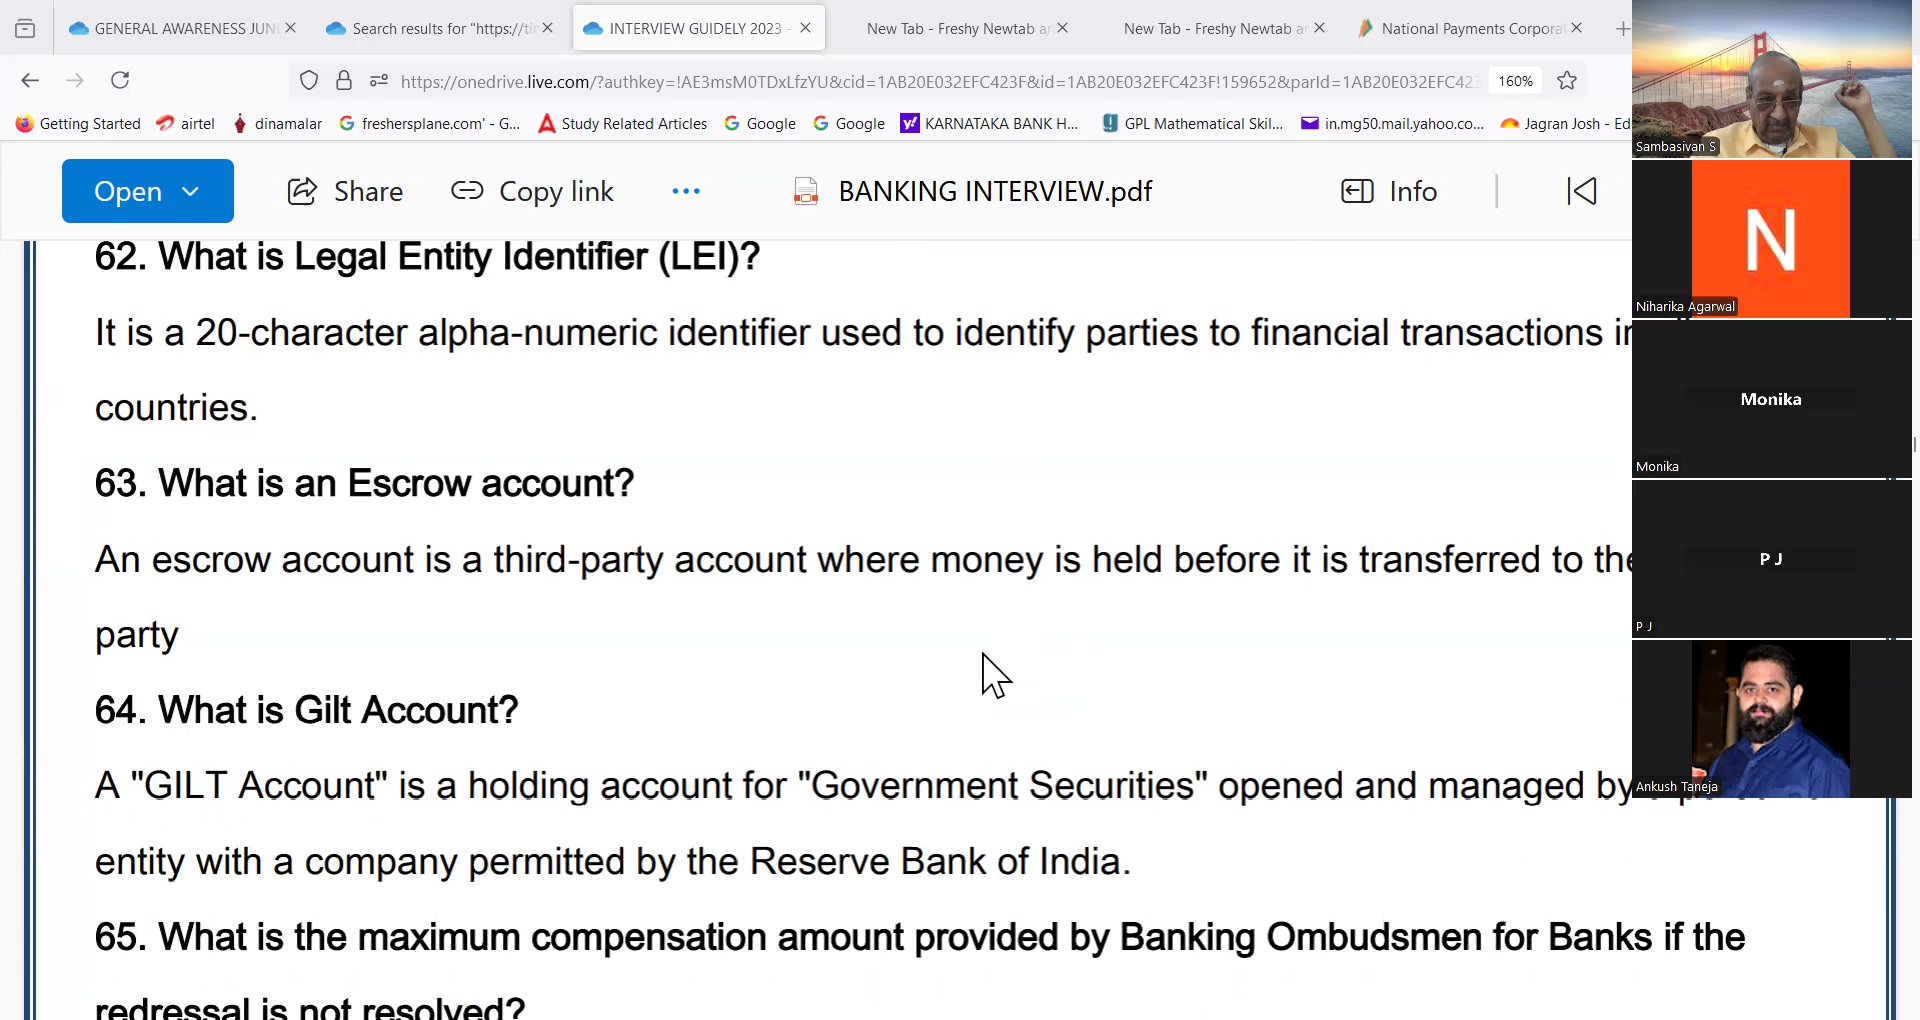 GENERAL AWARENESS JUN
Search results for "https://ti
INTERVIEW GUIDELY 2023 -
New Tab - Freshy Newtab a
New Tab - Freshy Newtab a
National Payments Corpora
https://onedrive.live.com/?authkey=!AE3msM0TDxLfzYU&cid=1AB20E032EFC423F&id=1AB20E032EFC423F!159652&parId=1AB20E032EFC423
160%
Getting Started
airtel
dinamalar
freshersplane.com' - G...
Study Related Articles
Google
Google
KARNATAKA BANK H...
GPL Mathematical Skil...
in.mg50.mail.yahoo.co...
Jagran Josh - Ed
Open
Share
Copy link
BANKING INTERVIEW.pdf
Info
62. What is Legal Entity Identifier (LEI)?
It is a 20-character alpha-numeric identifier used to identify parties to financial transactions
countries.
63. What is an Escrow account?
An escrow account is a third-party account where money is held before it is transferred to
party
64. What is Gilt Account?
A "GILT Account" is a holding account for "Government Securities" opened and managed by
entity with a company permitted by the Reserve Bank of India.
65. What is the maximum compensation amount provided by Banking Ombudsmen for Banks if the
redressal is not resolved?
Sambasivan S
N
Niharika Agarwal
Monika
Monika
P J
P J
Ankush Taneja